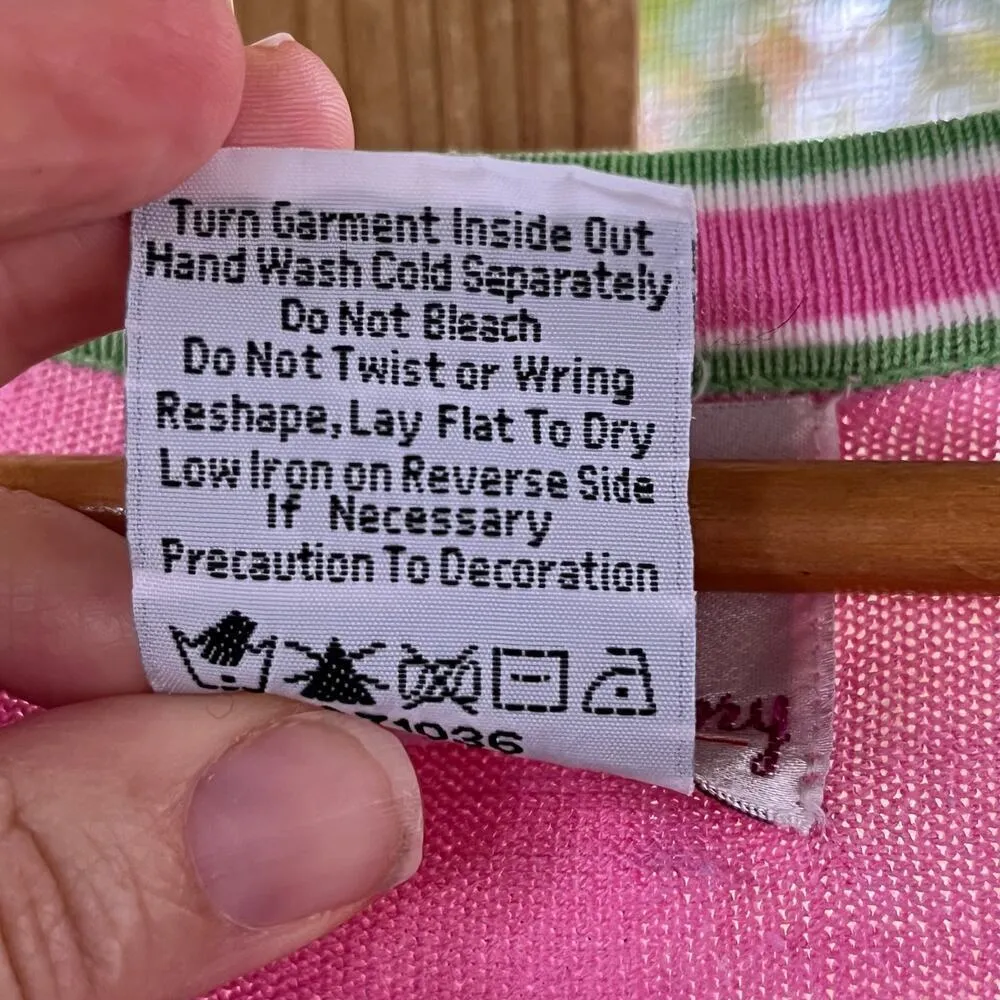 Turn Garment Inside Out
Hand Wash Cold Separately
Do Not Bleach
Do Not Twist or Wring
Reshape, Lay Flat To Dry
Low Iron on Reverse Side
If Necessary
Precaution To Decoration